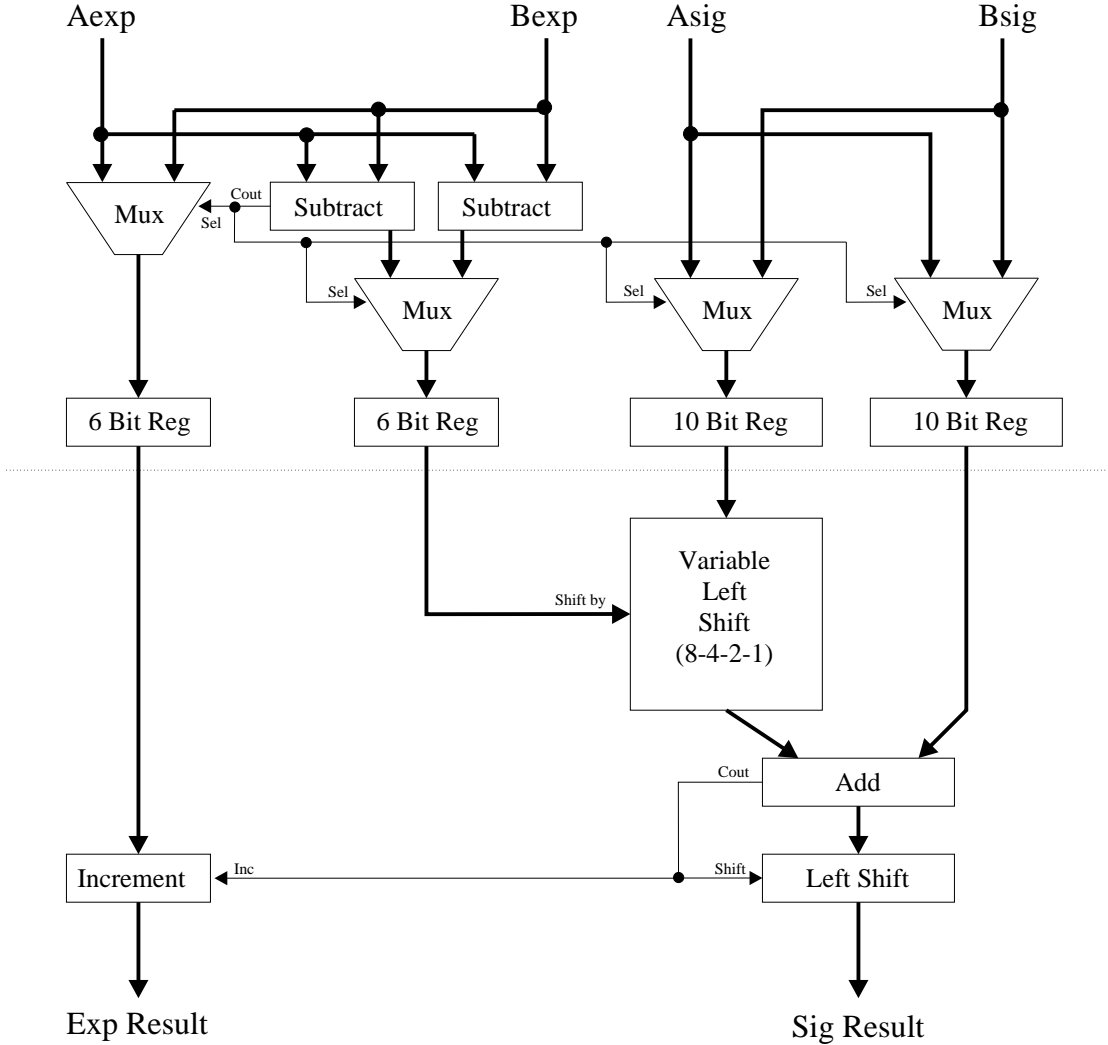 Aexp
Bexp
Asig
Bsig
Mux
Sel
Cout
Subtract
Subtract
Sel
Mux
Sel
Mux
Sel
Mux
6 Bit Reg
6 Bit Reg
10 Bit Reg
10 Bit Reg
Shift by
Variable
Left
Shift
(8-4-2-1)
Cout
Add
Increment
Inc
Shift
Left Shift
Exp Result
Sig Result